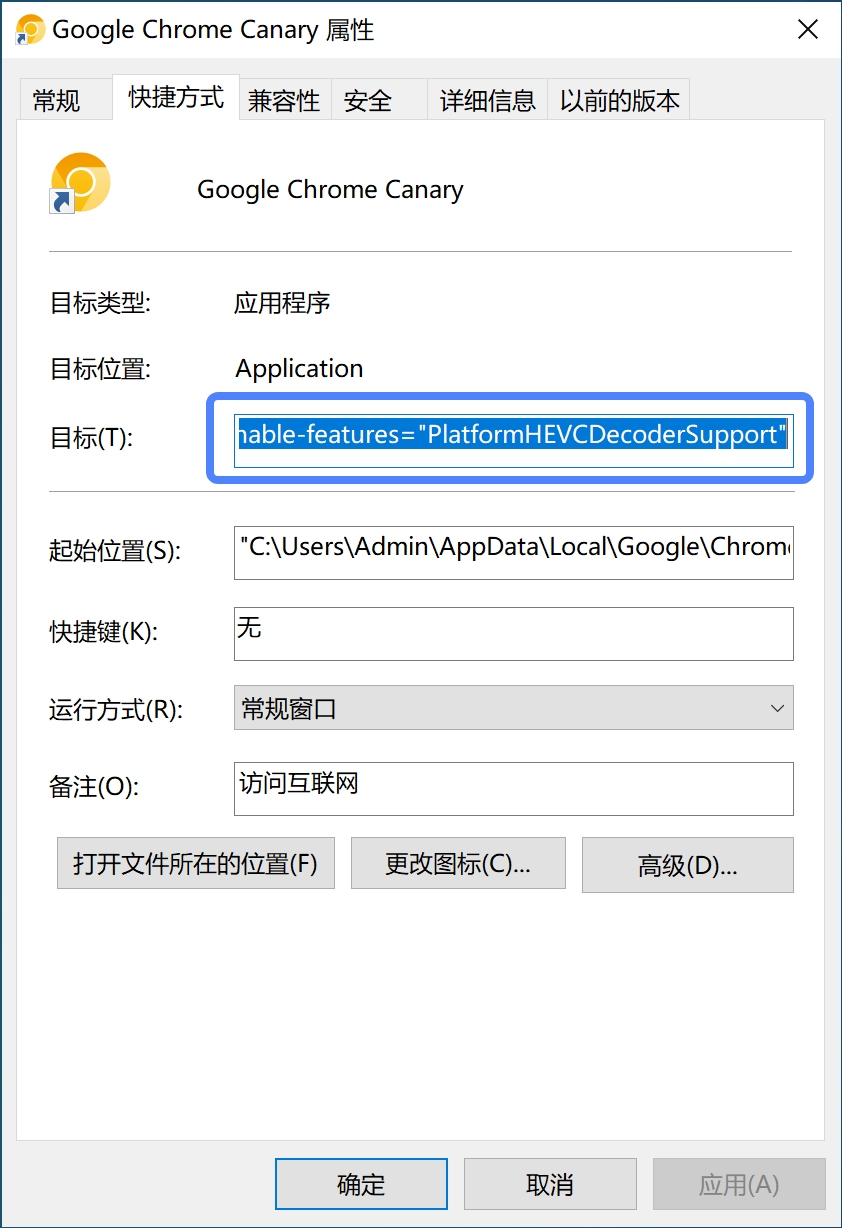 Google Chrome Canary 属性
常规 快捷方式 兼容性 安全 详细信息 以前的版本
Google Chrome Canary
目标类型: 应用程序
目标位置: Application
目标(T): nable-features="PlatformHEVCDecoderSupport"
起始位置(S): "C:\Users\Admin\AppData\Local\Google\Chrome
快捷键(K): 无
运行方式(R): 常规窗口
备注(O): 访问互联网
打开文件所在的位置(F) 更改图标(C)... 高级(D)...
确定 取消 应用(A)